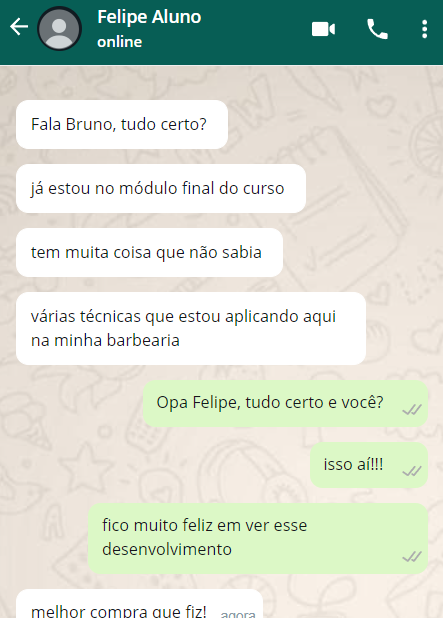 Felipe Aluno
online
Fala Bruno, tudo certo?
já estou no módulo final do curso
tem muita coisa que não sabia
várias técnicas que estou aplicando aqui
na minha barbearia
Opa Felipe, tudo certo e você?
isso aí!!!
fico muito feliz em ver esse
desenvolvimento
melhor compra que fiz! agora